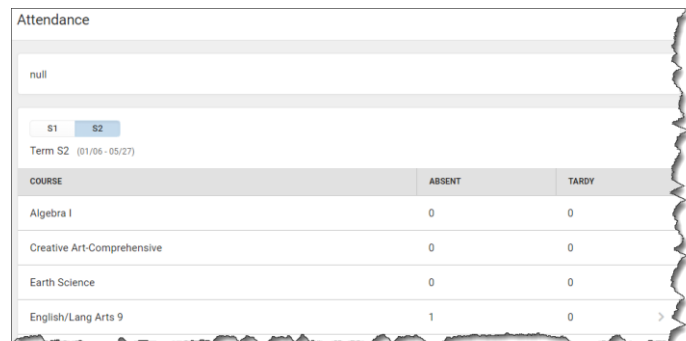 Attendance
null
S1 S2
Term S2 (01/06 - 05/27)
COURSE ABSENT TARDY
Algebra I 0 0
Creative Art-Comprehensive 0 0
Earth Science 0 0
English/Lang Arts 9 1 0